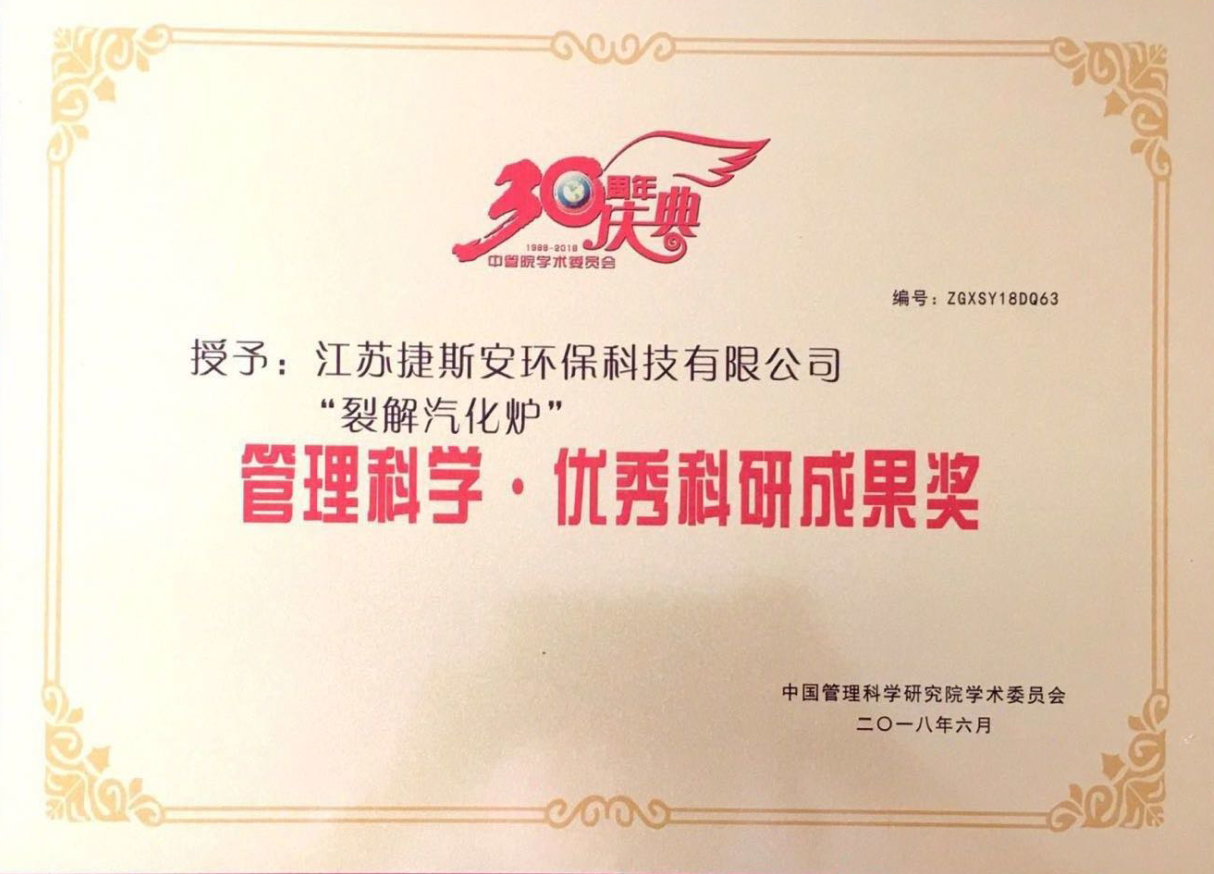 30周年
庆典
1988-2018
中管院学术委员会
编号：ZGXSY18DQ63
授予：江苏捷斯安环保科技有限公司
“裂解汽化炉”
管理科学·优秀科研成果奖
中国管理科学研究院学术委员会
二〇一八年六月